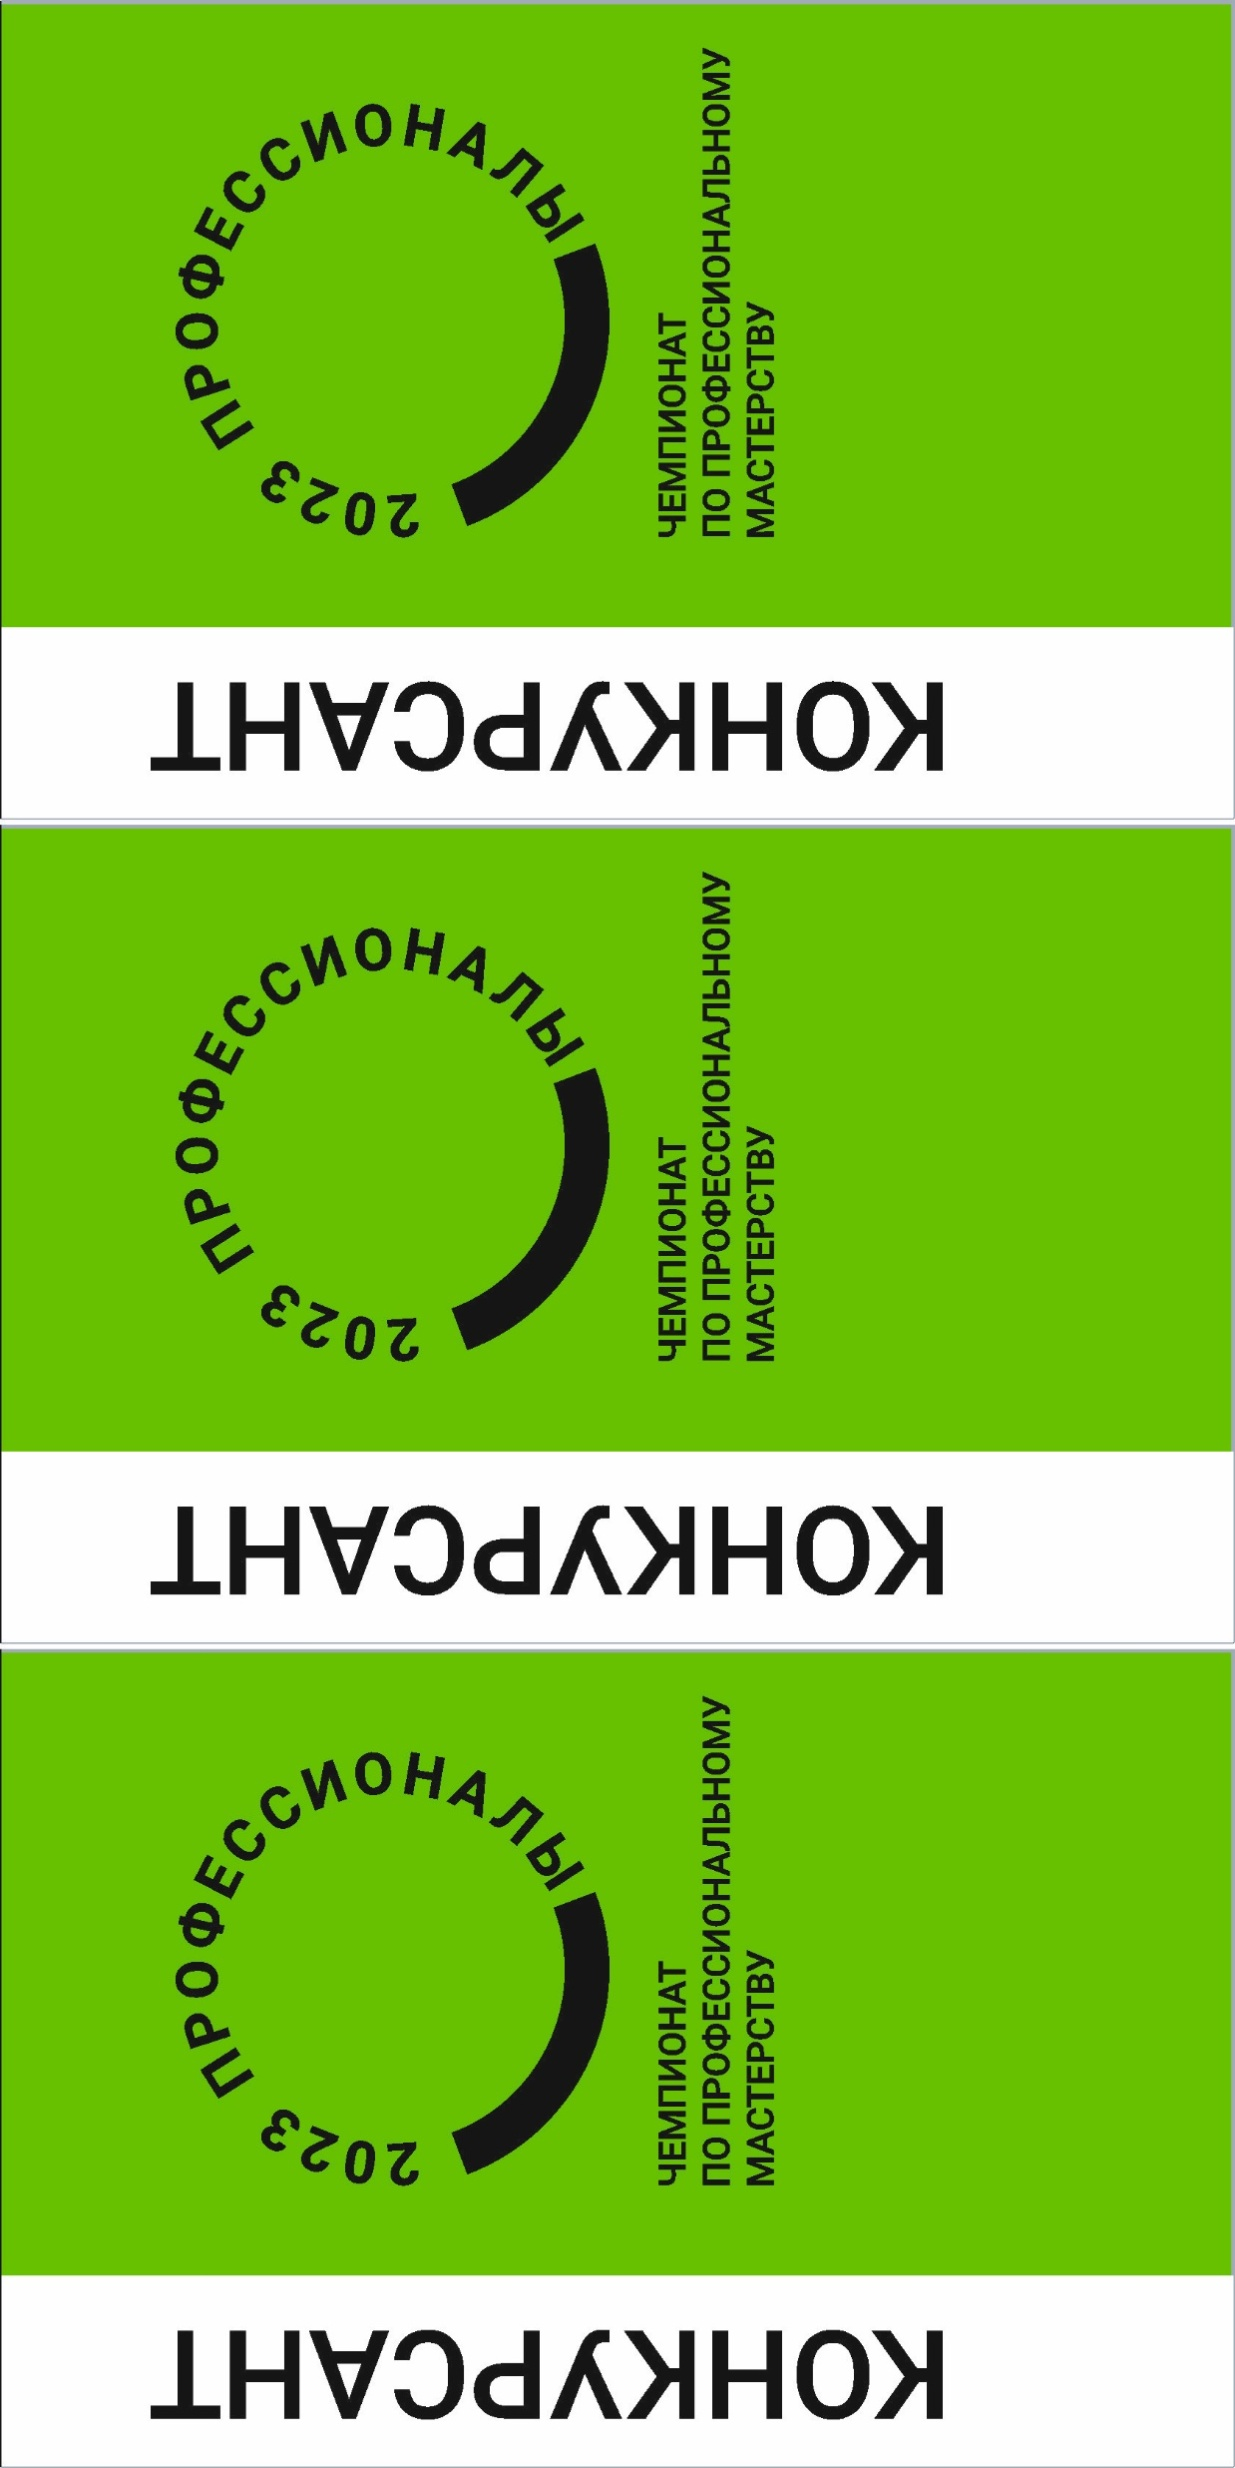 2023 ПРОФЕССИОНАЛЫ
ЧЕМПИОНАТ
ПО ПРОФЕССИОНАЛЬНОМУ
МАСТЕРСТВУ
КОНКУРСАНТ
2023 ПРОФЕССИОНАЛЫ
ЧЕМПИОНАТ
ПО ПРОФЕССИОНАЛЬНОМУ
МАСТЕРСТВУ
КОНКУРСАНТ
2023 ПРОФЕССИОНАЛЫ
ЧЕМПИОНАТ
ПО ПРОФЕССИОНАЛЬНОМУ
МАСТЕРСТВУ
КОНКУРСАНТ